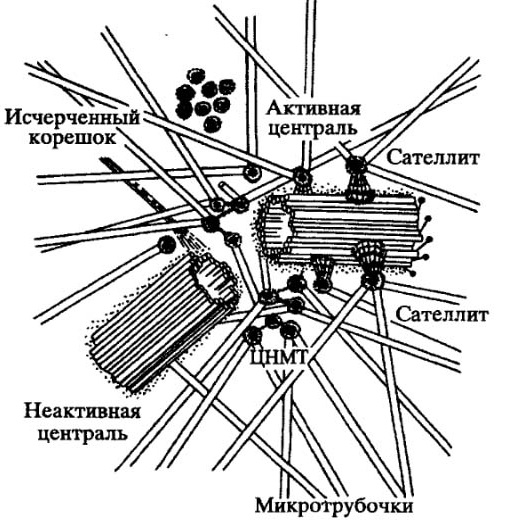 Исчерченный
корешок
Активная
централь
Сателлит
Сателлит
ЦНМТ
Неактивная
централь
Микротрубочки